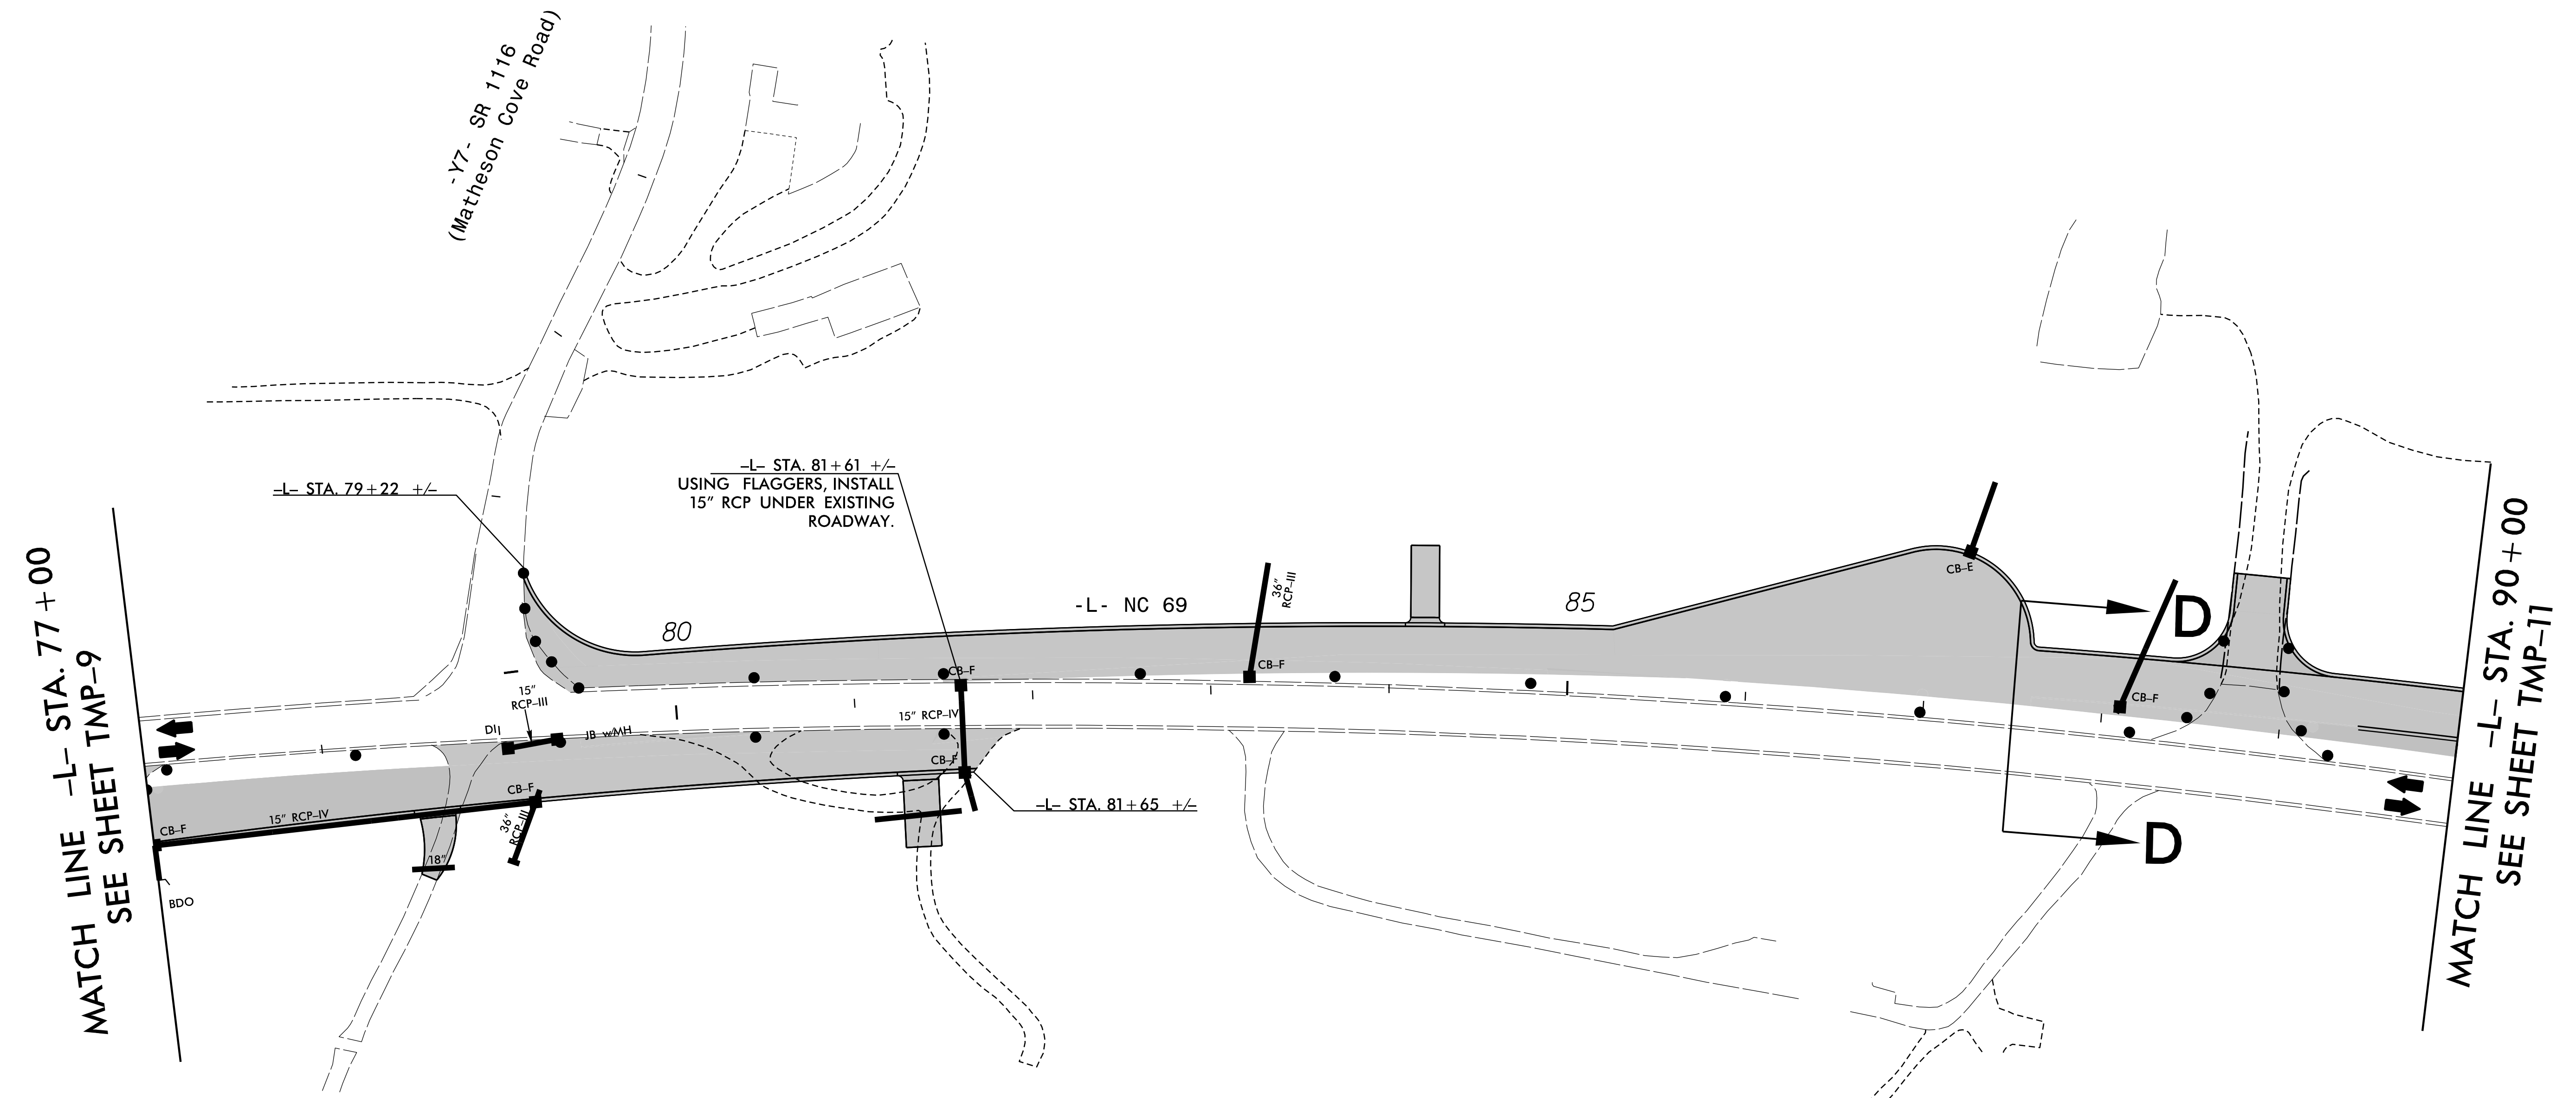 -Y7- SR 1116
(Matheson Cove Road)
-L- STA. 79+22 +/-
-L- STA. 81+61 +/-
USING FLAGGERS, INSTALL
15" RCP UNDER EXISTING
ROADWAY.
MATCH LINE -L- STA. 77+00
SEE SHEET TMP-9
80
-L- NC 69
36"
RCP-III
85
CB-E
D
CB-F
CB-F
CB-F
15"
RCP-III
DI
JB w/MH
15" RCP-IV
CB-F
CB-F
15" RCP-IV
CB-F
36"
RCP-III
18"
BDO
-L- STA. 81+65 +/-
D
MATCH LINE -L- STA. 90+00
SEE SHEET TMP-11